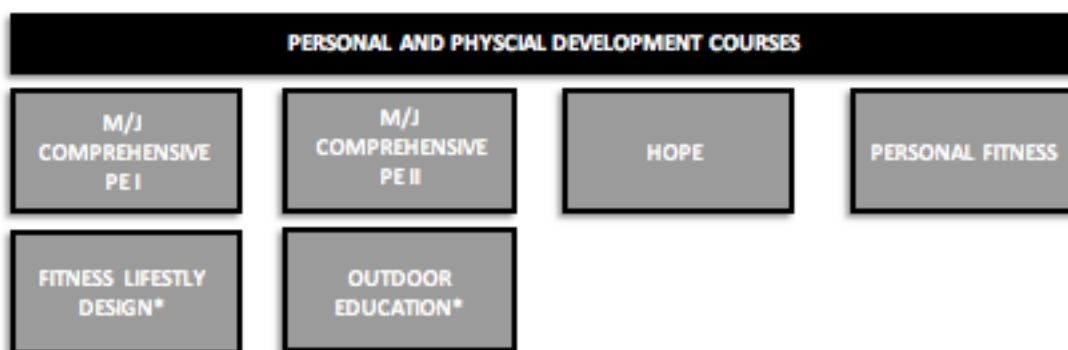 PERSONAL AND PHYSCIAL DEVELOPMENT COURSES
M/J
COMPREHENSIVE
PE I
M/J
COMPREHENSIVE
PE II
HOPE
PERSONAL FITNESS
FITNESS LIFESTLY
DESIGN*
OUTDOOR
EDUCATION*